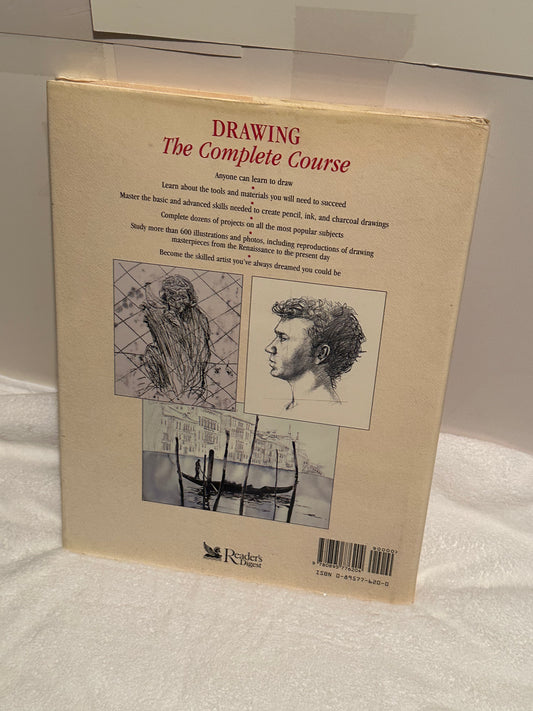 DRAWING
The Complete Course
Anyone can learn to draw
•
Learn about the tools and materials you will need to succeed
•
Master the basic and advanced skills needed to create pencil, ink, and charcoal drawings
•
Complete dozens of projects on all the most popular subjects
•
Study more than 600 illustrations and photos, including reproductions of drawing
masterpieces from the Renaissance to the present day
•
Become the skilled artist you've always dreamed you could be
Reader's
Digest
90000>
9 780895 776204
ISBN 0-89577-620-0